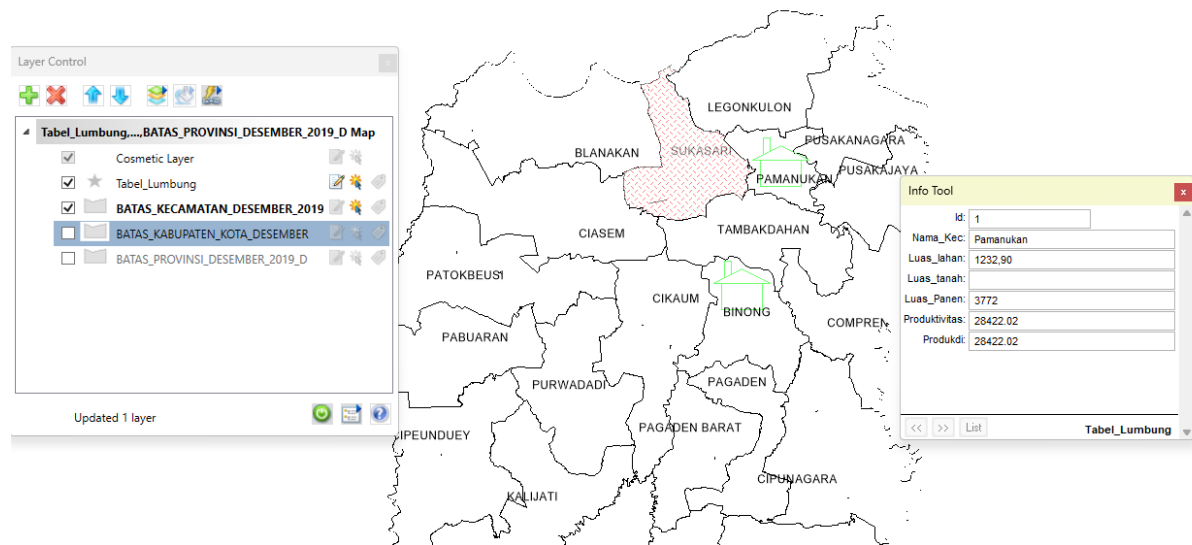 Layer Control
x
Tabel_Lumbung,...,BATAS_PROVINSI_DESEMBER_2019_D Map
Cosmetic Layer
Tabel_Lumbung
BATAS_KECAMATAN_DESEMBER_2019
BATAS_KABUPATEN_KOTA_DESEMBER
BATAS_PROVINSI_DESEMBER_2019_D
Updated 1 layer
LEGONKULON
PUSAKANAGARA
BLANAKAN
SUKASARI
PUSAKAJAYA
PAMANUKAN
CIASEM
TAMBAKDAHAN
PATOKBEUSI
CIKAUM
BINONG
COMPREN
PABUARAN
PURWADADI
PAGADEN
CIPEUNDUEY
PAGADEN BARAT
CIPUNAGARA
KALIJATI
Info Tool
x
Id: 1
Nama_Kec: Pamanukan
Luas_lahan: 1232,90
Luas_tanah:
Luas_Panen: 3772
Produktivitas: 28422.02
Produkdi: 28422.02
<< >> List
Tabel_Lumbung